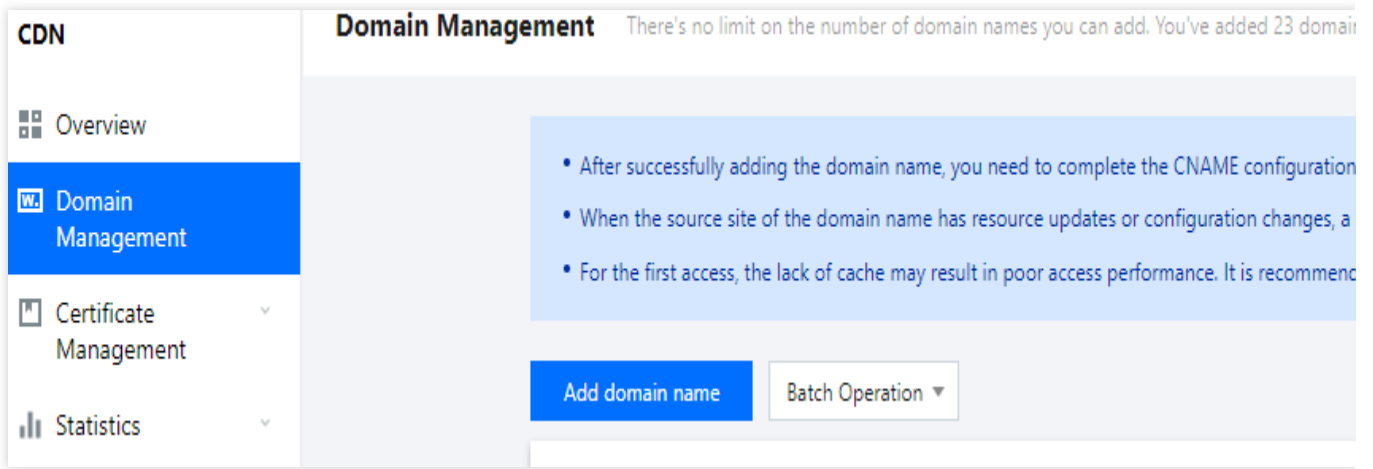 CDN
Overview
Domain
Management
Certificate
Management
Statistics
Domain Management There's no limit on the number of domain names you can add. You've added 23
• After successfully adding the domain name, you need to complete the CNAME configuration
• When the source site of the domain name has resource updates or configuration changes, a
• For the first access, the lack of cache may result in poor access performance. It is
Add domain name
Batch Operation